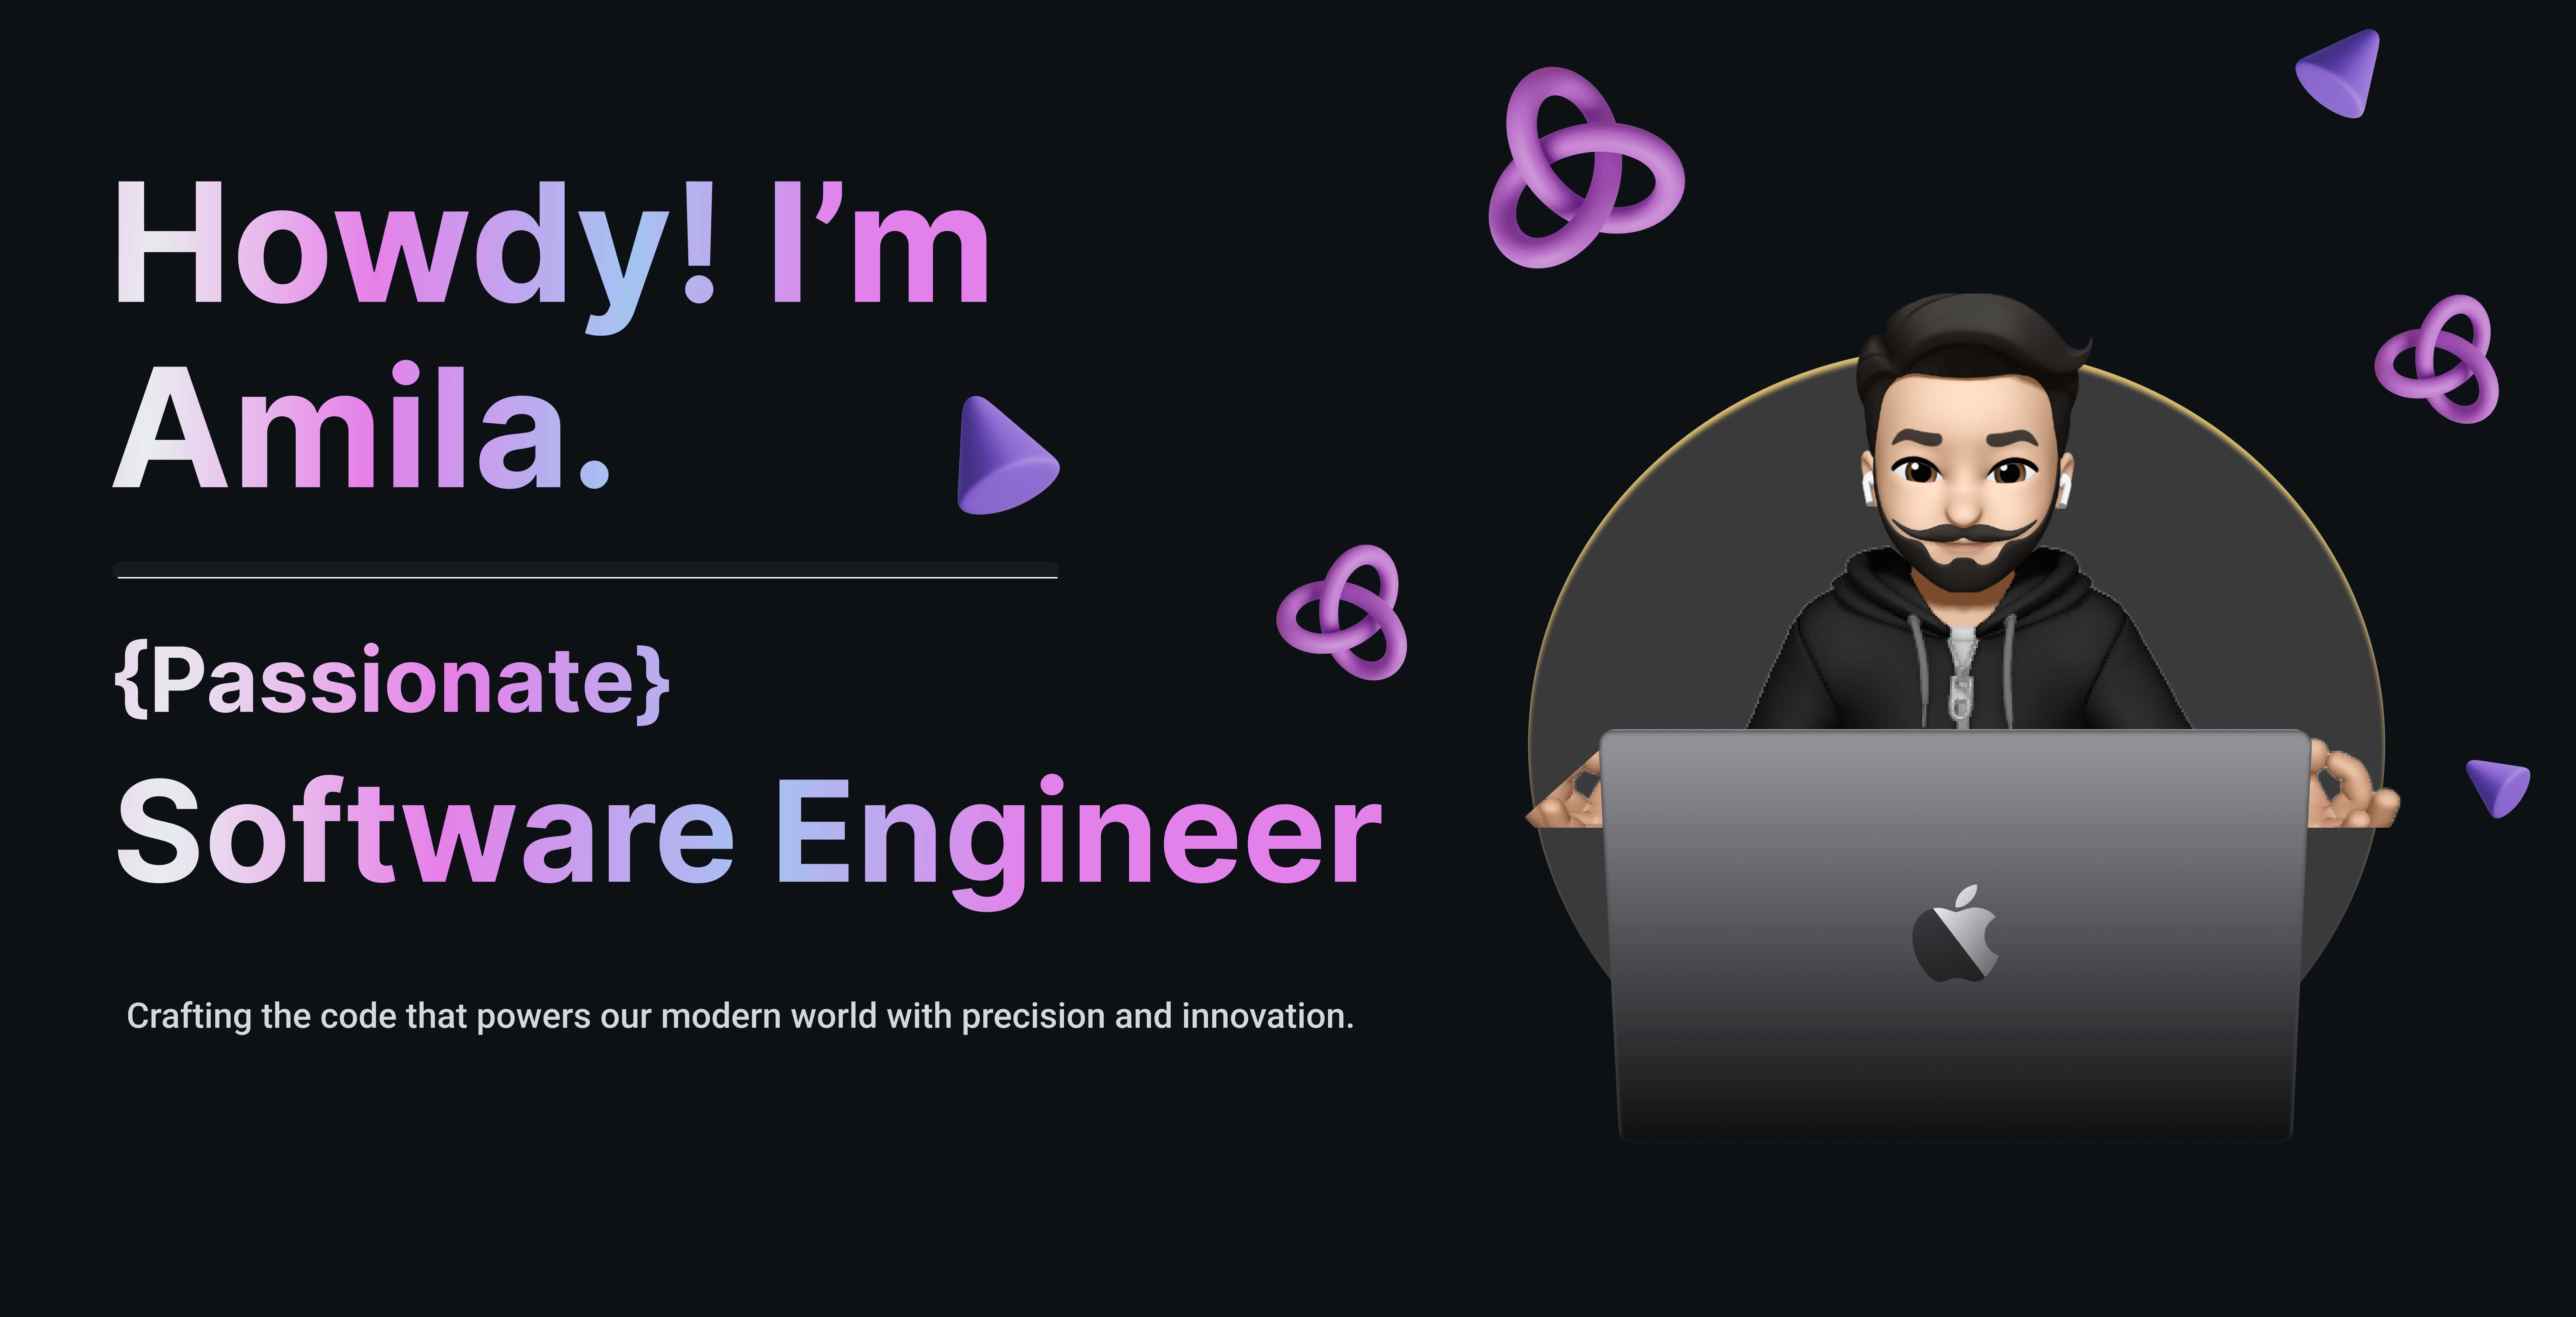 Howdy! I’m
Amila.
{Passionate}
Software Engineer
Crafting the code that powers our modern world with precision and innovation.